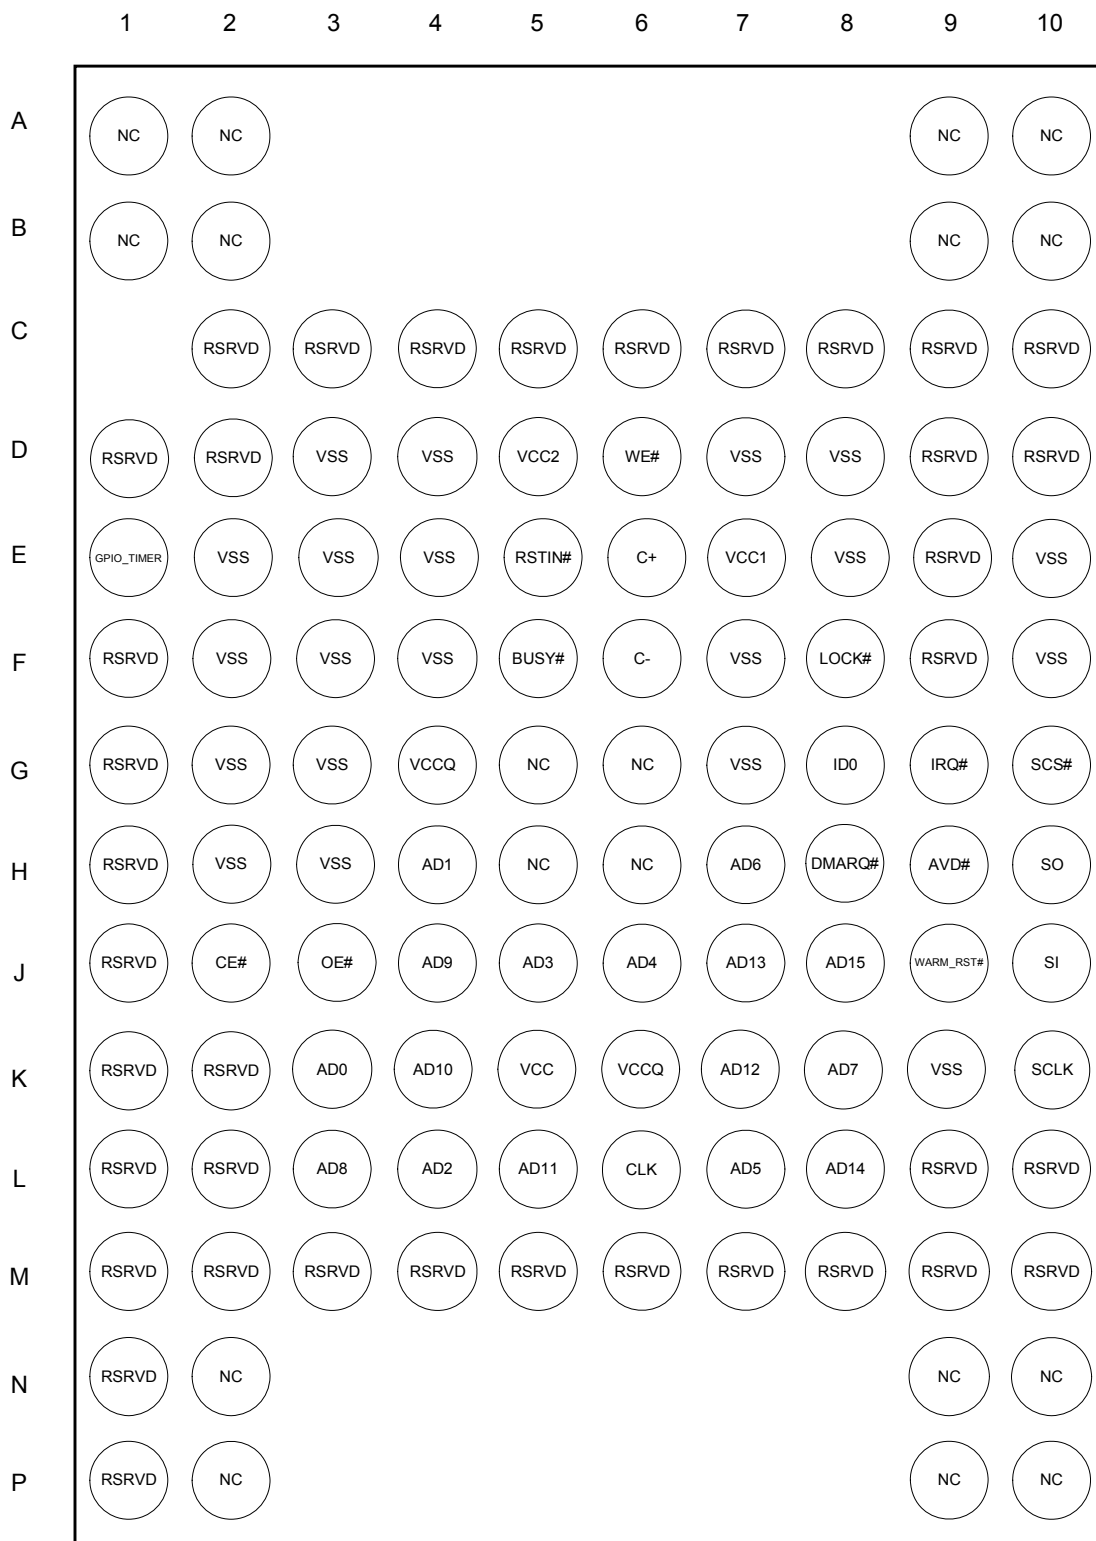 1 2 3 4 5 6 7 8 9 10
A NC NC NC NC
B NC NC NC NC
C RSRVD RSRVD RSRVD RSRVD RSRVD RSRVD RSRVD RSRVD RSRVD
D RSRVD RSRVD VSS VSS VCC2 WE# VSS VSS RSRVD RSRVD
E GPIO_TIMER VSS VSS VSS RSTIN# C+ VCC1 VSS RSRVD VSS
F RSRVD VSS VSS VSS BUSY# C- VSS LOCK# RSRVD VSS
G RSRVD VSS VSS VCCQ NC NC VSS ID0 IRQ# SCS#
H RSRVD VSS VSS AD1 NC NC AD6 DMARQ# AVD# SO
J RSRVD CE# OE# AD9 AD3 AD4 AD13 AD15 WARM_RST# SI
K RSRVD RSRVD AD0 AD10 VCC VCCQ AD12 AD7 VSS SCLK
L RSRVD RSRVD AD8 AD2 AD11 CLK AD5 AD14 RSRVD RSRVD
M RSRVD RSRVD RSRVD RSRVD RSRVD RSRVD RSRVD RSRVD RSRVD RSRVD
N RSRVD NC NC NC
P RSRVD NC NC NC